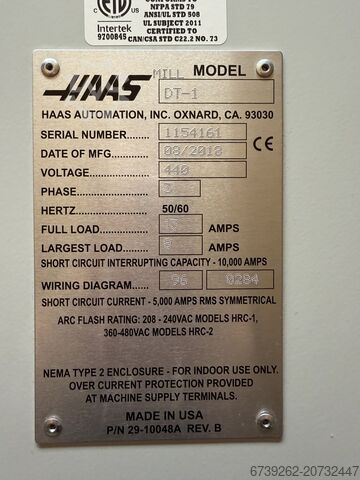 CONFORMS TO
NFPA STD 79
ANSI/UL STD 508
UL SUBJECT 2011
CERTIFIED TO
CAN/CSA STD C22.2 NO. 73
ETL
Intertek
9700845
HAAS MILL MODEL
DT-1
HAAS AUTOMATION, INC. OXNARD, CA. 93030
SERIAL NUMBER 1154161
DATE OF MFG. 08/2018 CE
VOLTAGE 440
PHASE 3
HERTZ 50/60
FULL LOAD AMPS
LARGEST LOAD 9 AMPS
SHORT CIRCUIT INTERRUPTING CAPACITY - 10,000 AMPS
WIRING DIAGRAM 96 0284
SHORT CIRCUIT CURRENT - 5,000 AMPS RMS SYMMETRICAL
ARC FLASH RATING: 208 - 240VAC MODELS HRC-1,
360-480VAC MODELS HRC-2
NEMA TYPE 2 ENCLOSURE - FOR INDOOR USE ONLY.
OVER CURRENT PROTECTION PROVIDED
AT MACHINE SUPPLY TERMINALS.
MADE IN USA
P/N 29-10048A REV. B
6739262-20732447